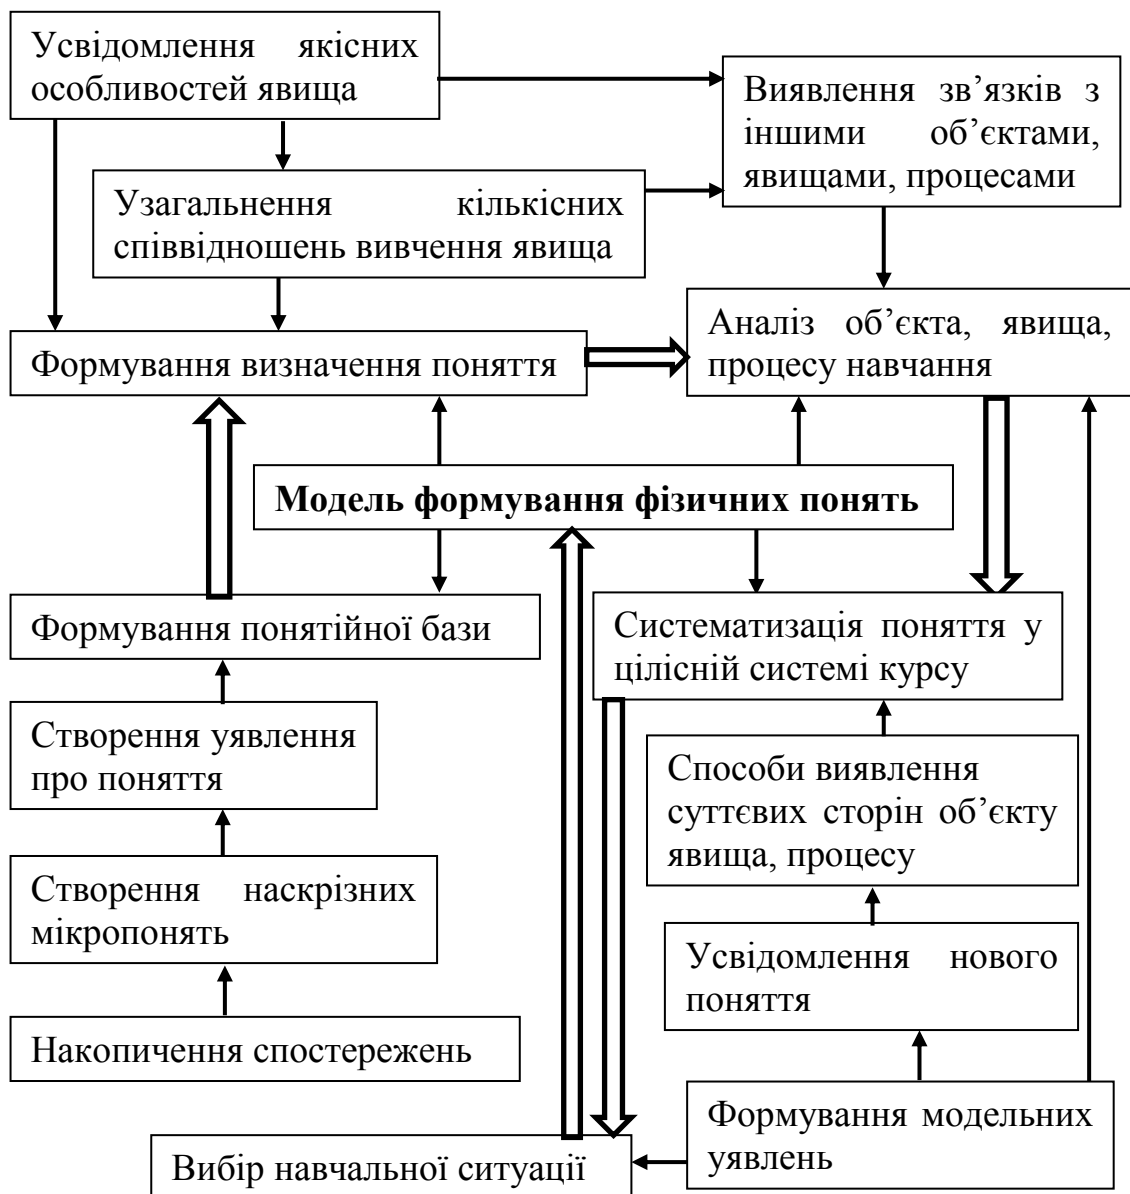 Усвідомлення якісних
особливостей явища
Виявлення зв’язків з
іншими об’єктами,
явищами, процесами
Узагальнення кількісних
співвідношень вивчення явища
Формування визначення поняття
Аналіз об’єкта, явища,
процесу навчання
Модель формування фізичних понять
Формування понятійної бази
Систематизація поняття у
цілісній системі курсу
Створення уявлення
про поняття
Способи виявлення
суттєвих сторін об’єкту
явища, процесу
Створення наскрізних
мікропонять
Усвідомлення нового
поняття
Накопичення спостережень
Формування модельних
уявлень
Вибір навчальної ситуації